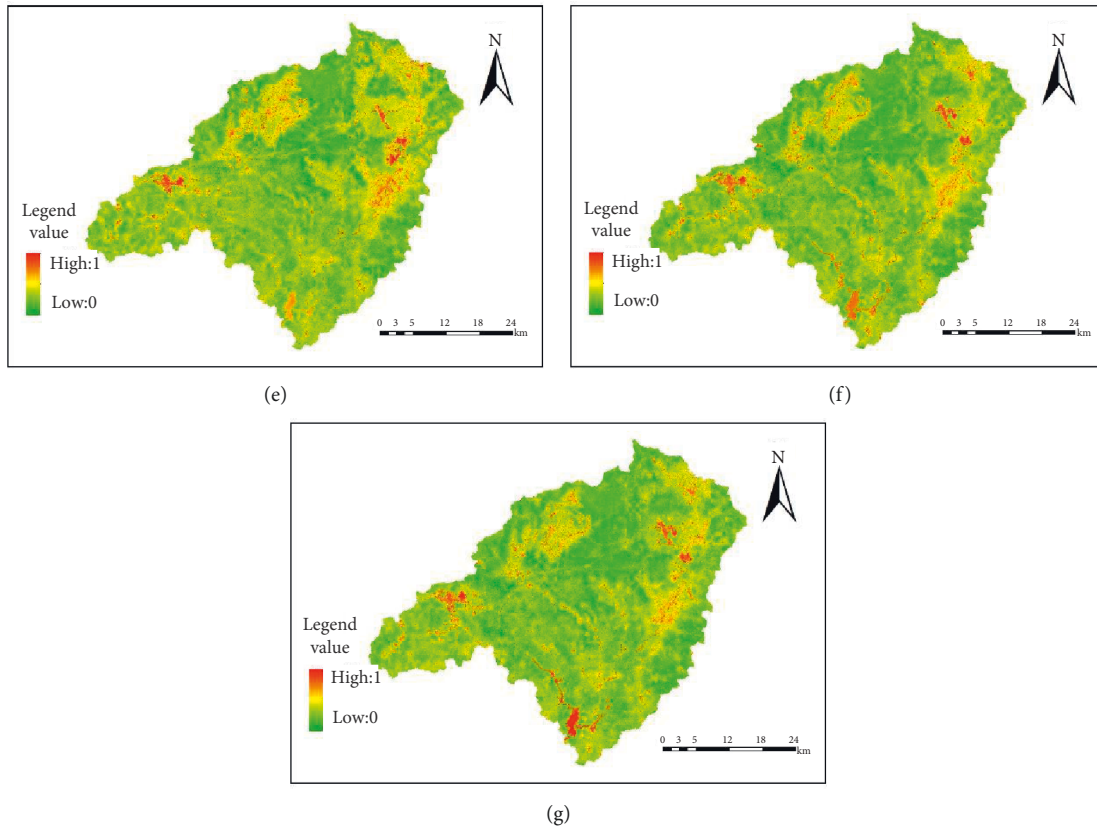 N
Legend
value
High:1
Low:0
0 3 5 12 18 24
km
(e)
N
Legend
value
High:1
Low:0
0 3 5 12 18 24
km
(f)
N
Legend
value
High:1
Low:0
0 3 5 12 18 24
km
(g)